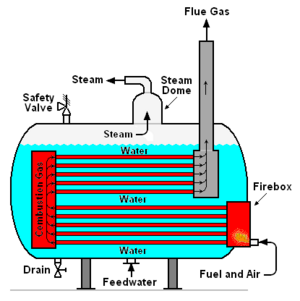 Flue Gas
Steam
Steam
Dome
Safety
Valve
Steam
Water
Combustion Gas
Water
Firebox
Water
Drain
Feedwater
Fuel and Air